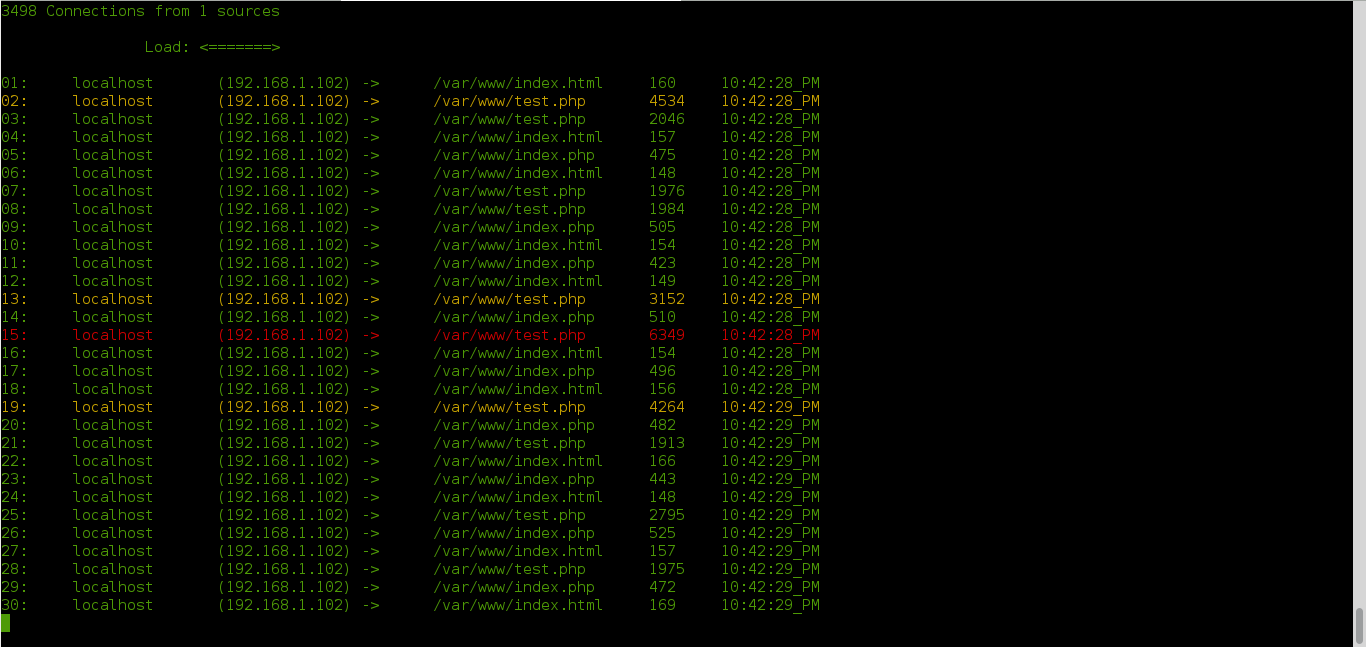 3498 Connections from 1 sources
Load: <=======>
01: localhost (192.168.1.102) -> /var/www/index.html 160 10:42:28_PM
02: localhost (192.168.1.102) -> /var/www/test.php 4534 10:42:28_PM
03: localhost (192.168.1.102) -> /var/www/test.php 2046 10:42:28_PM
04: localhost (192.168.1.102) -> /var/www/index.html 157 10:42:28_PM
05: localhost (192.168.1.102) -> /var/www/index.php 475 10:42:28_PM
06: localhost (192.168.1.102) -> /var/www/index.html 148 10:42:28_PM
07: localhost (192.168.1.102) -> /var/www/test.php 1976 10:42:28_PM
08: localhost (192.168.1.102) -> /var/www/test.php 1984 10:42:28_PM
09: localhost (192.168.1.102) -> /var/www/index.php 505 10:42:28_PM
10: localhost (192.168.1.102) -> /var/www/index.html 154 10:42:28_PM
11: localhost (192.168.1.102) -> /var/www/index.php 423 10:42:28_PM
12: localhost (192.168.1.102) -> /var/www/index.html 149 10:42:28_PM
13: localhost (192.168.1.102) -> /var/www/test.php 3152 10:42:28_PM
14: localhost (192.168.1.102) -> /var/www/index.php 510 10:42:28_PM
15: localhost (192.168.1.102) -> /var/www/test.php 6349 10:42:28_PM
16: localhost (192.168.1.102) -> /var/www/index.html 154 10:42:28_PM
17: localhost (192.168.1.102) -> /var/www/index.php 496 10:42:28_PM
18: localhost (192.168.1.102) -> /var/www/index.html 156 10:42:28_PM
19: localhost (192.168.1.102) -> /var/www/test.php 4264 10:42:29_PM
20: localhost (192.168.1.102) -> /var/www/index.php 482 10:42:29_PM
21: localhost (192.168.1.102) -> /var/www/test.php 1913 10:42:29_PM
22: localhost (192.168.1.102) -> /var/www/index.html 166 10:42:29_PM
23: localhost (192.168.1.102) -> /var/www/index.php 443 10:42:29_PM
24: localhost (192.168.1.102) -> /var/www/index.html 148 10:42:29_PM
25: localhost (192.168.1.102) -> /var/www/test.php 2795 10:42:29_PM
26: localhost (192.168.1.102) -> /var/www/index.php 525 10:42:29_PM
27: localhost (192.168.1.102) -> /var/www/index.html 157 10:42:29_PM
28: localhost (192.168.1.102) -> /var/www/test.php 1975 10:42:29_PM
29: localhost (192.168.1.102) -> /var/www/index.php 472 10:42:29_PM
30: localhost (192.168.1.102) -> /var/www/index.html 169 10:42:29_PM